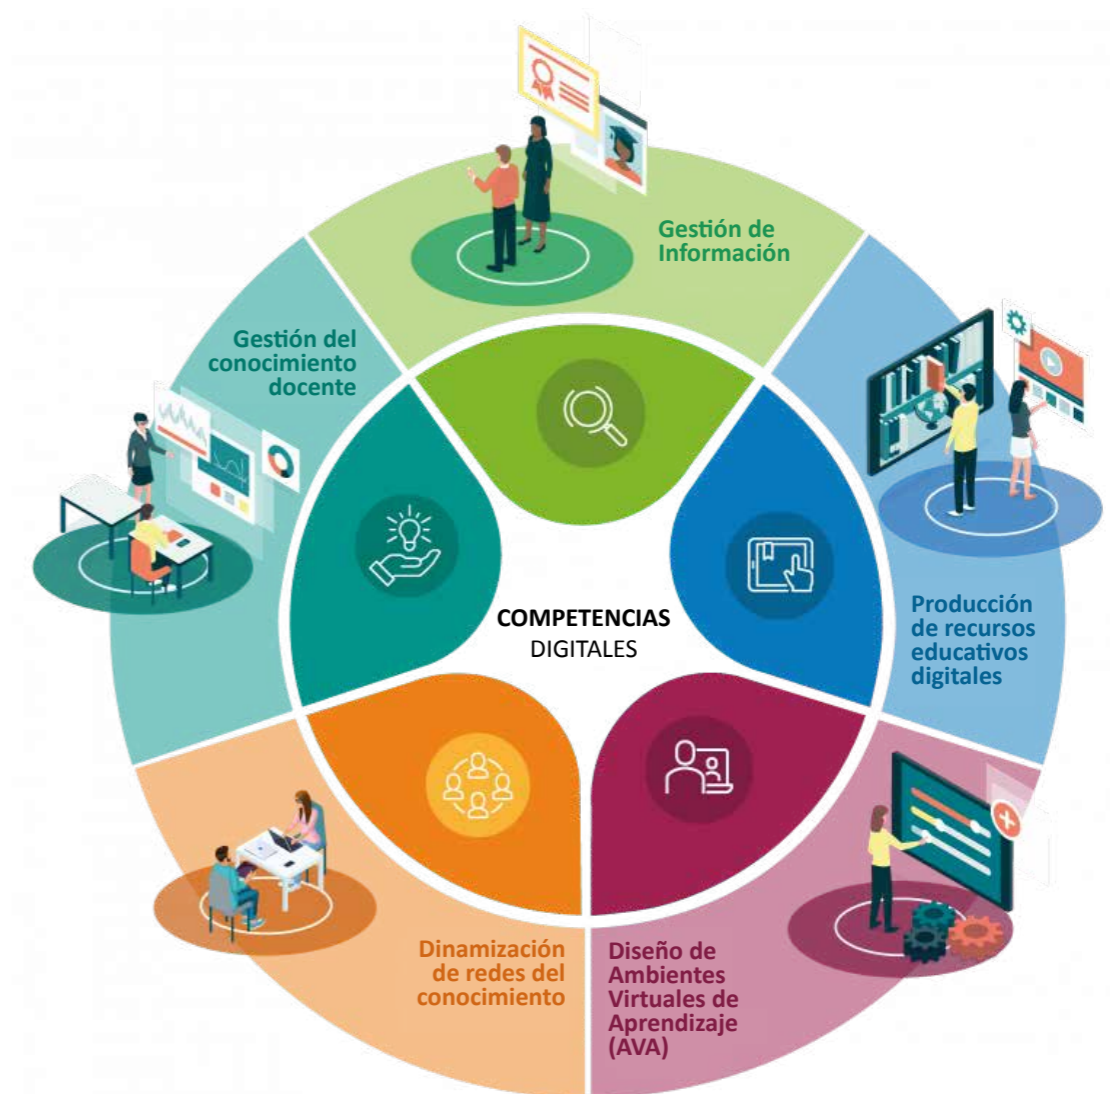 Gestión de
Información
Gestión del
conocimiento
docente
COMPETENCIAS
DIGITALES
Producción
de recursos
educativos
digitales
Dinamización
de redes del
conocimiento
Diseño de
Ambientes
Virtuales de
Aprendizaje
(AVA)